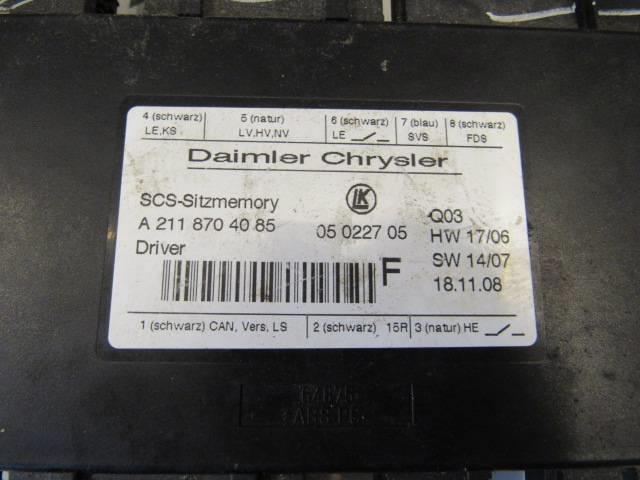 4 (schwarz) 5 (natur) 6 (schwarz) 7 (blau) 8 (schwarz)
LE,KS LV,HV,NV LE SVS FDS
Daimler Chrysler
SCS-Sitzmemory LK Q03
A 211 870 40 85 05 0227 05 HW 17/06
Driver SW 14/07
F 18.11.08
1 (schwarz) CAN, Vers, LS 2 (schwarz) 15R 3 (natur) HE